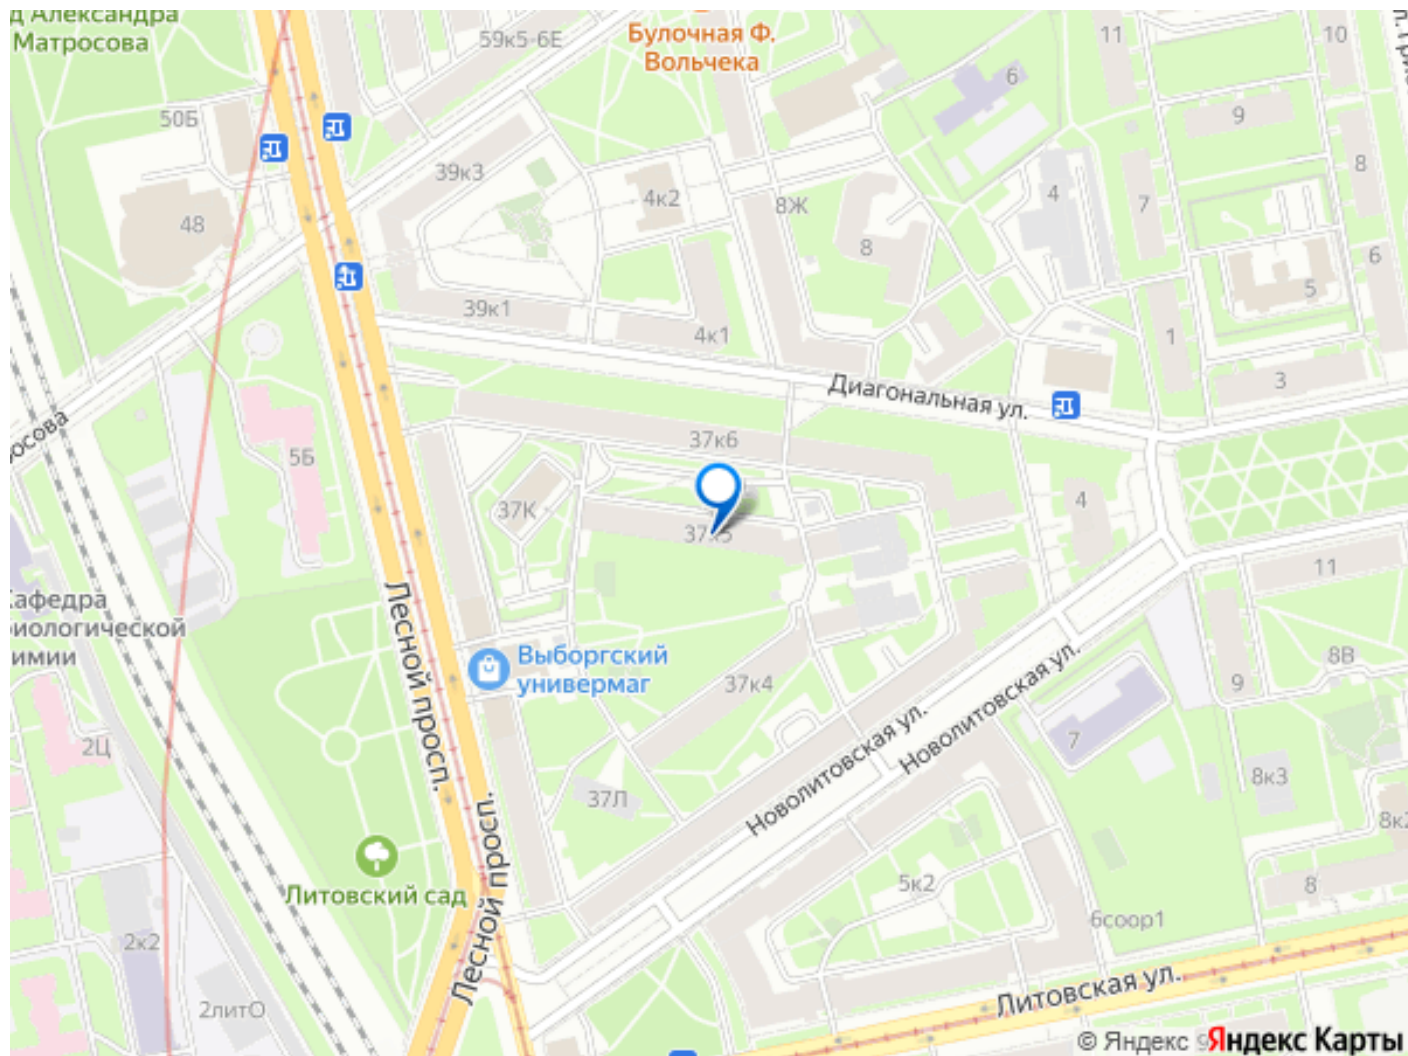 д Александра
Матросова
59к5-6Е
Булочная Ф.
Вольчека
11
10
6
50Б
9
39к3
4к2
8Ж
4
7
8
48
8
6
5
39к1
4к1
1
3
Диагональная ул.
осова
5Б
37к6
37К
4
11
Лесной просп.
Кафедра
биологической
химии
Выборгский
универмаг
37к4
Новолитовская ул.
Новолитовская ул.
9
8В
2Ц
7
8к3
37Л
Лесной просп.
8к2
Литовский сад
5к2
8
6соор1
2к2
2литО
Литовская ул.
© Яндекс
Яндекс Карты